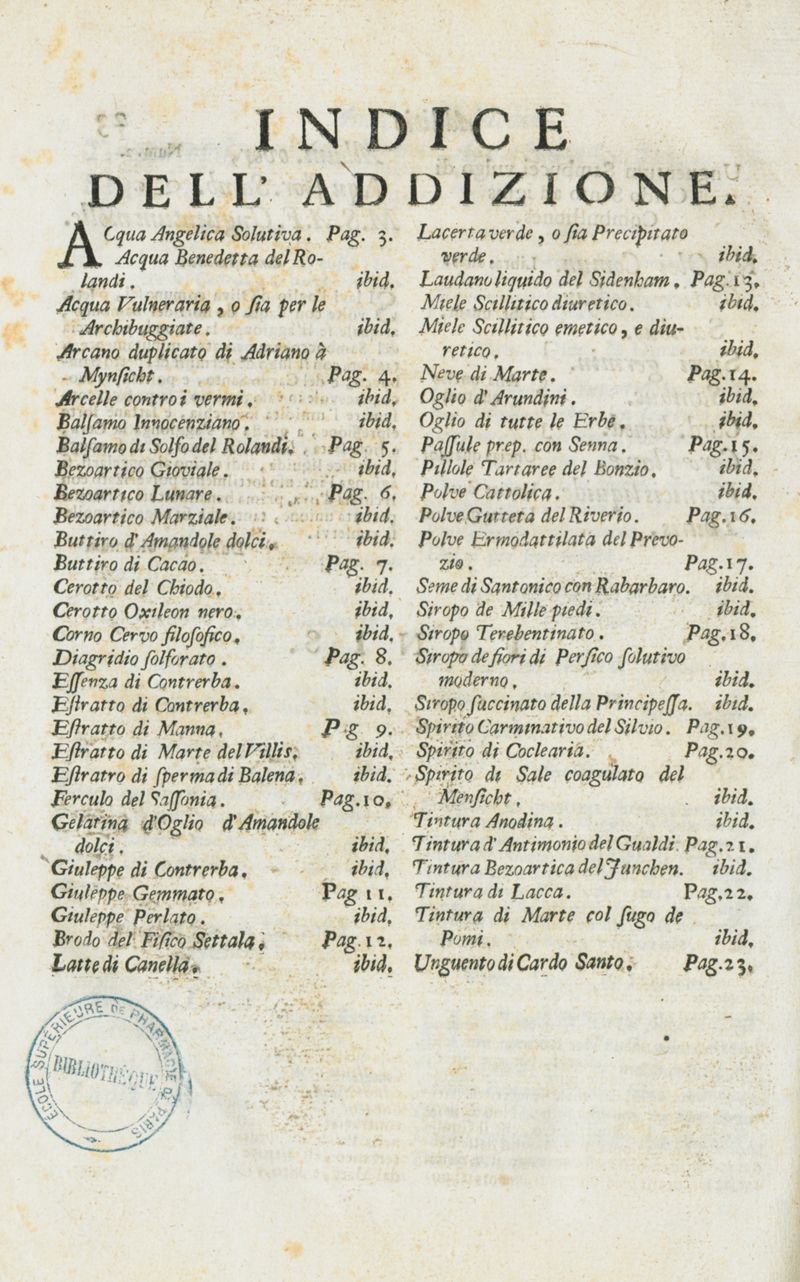 INDICE
DELL' ADDIZIONE.
ACqua Angelica Solutiva. Pag. 3.
Acqua Benedetta del Ro-
landi. ibid.
Acqua Vulneraria, o ſia per le
Archibuggiate. ibid.
Arcano duplicato di Adriano à
Mynſicht. Pag. 4.
Arcelle contro i vermi. ibid.
Balſamo Innocenziano. ibid.
Balſamo di Solfo del Rolandi. Pag. 5.
Bezoartico Gioviale. ibid.
Bezoartico Lunare. Pag. 6.
Bezoartico Marziale. ibid.
Buttiro d'Amandole dolci. ibid.
Buttiro di Cacao. Pag. 7.
Cerotto del Chiodo. ibid.
Cerotto Oxileon nero. ibid.
Corno Cervo filoſofico. ibid.
Diagridio ſolforato. Pag. 8.
Eſſenza di Contrerba. ibid.
Eſtratto di Contrerba. ibid.
Eſtratto di Manna. Pag 9.
Eſtratto di Marte del Villis. ibid.
Eſtratro di ſperma di Balena. ibid.
Ferculo del Saſſonia. Pag. 10.
Gelatina d'Oglio d'Amandole
dolci. ibid.
Giuleppe di Contrerba. ibid.
Giuleppe Gemmato. Pag 11.
Giuleppe Perlato. ibid.
Brodo del Fiſico Settala. Pag. 12.
Latte di Canella. ibid.
Lacerta verde, o ſia Precipitato
verde. ibid.
Laudano liquido del Sidenham. Pag. 13.
Miele Scillitico diuretico. ibid.
Miele Scillitico emetico, e diu-
retico. ibid.
Neve di Marte. Pag. 14.
Oglio d'Arundini. ibid.
Oglio di tutte le Erbe. ibid.
Paſſule prep. con Senna. Pag. 15.
Pillole Tartaree del Bonzio. ibid.
Polve Cattolica. ibid.
Polve Gutteta del Riverio. Pag. 16.
Polve Ermodattilata del Prevo-
zio. Pag. 17.
Seme di Santonico con Rabarbaro. ibid.
Siropo de Mille piedi. ibid.
Siropo Terebentinato. Pag. 18.
Siropo de fiori di Perſico ſolutivo
moderno. ibid.
Siropo ſuccinato della Principeſſa. ibid.
Spirito Carminativo del Silvio. Pag. 19.
Spirito di Coclearia. Pag. 20.
Spirito di Sale coagulato del
Menſicht. ibid.
Tintura Anodina. ibid.
Tintura d'Antimonio del Gualdi. Pag. 21.
Tintura Bezoartica del Junchen. ibid.
Tintura di Lacca. Pag. 22.
Tintura di Marte col ſugo de
Pomi. ibid.
Unguento di Cardo Santo. Pag. 23.
ECOLE SUPÉRIEURE DE PHARMACIE DE PARIS
BIBLIOTHÈQUE